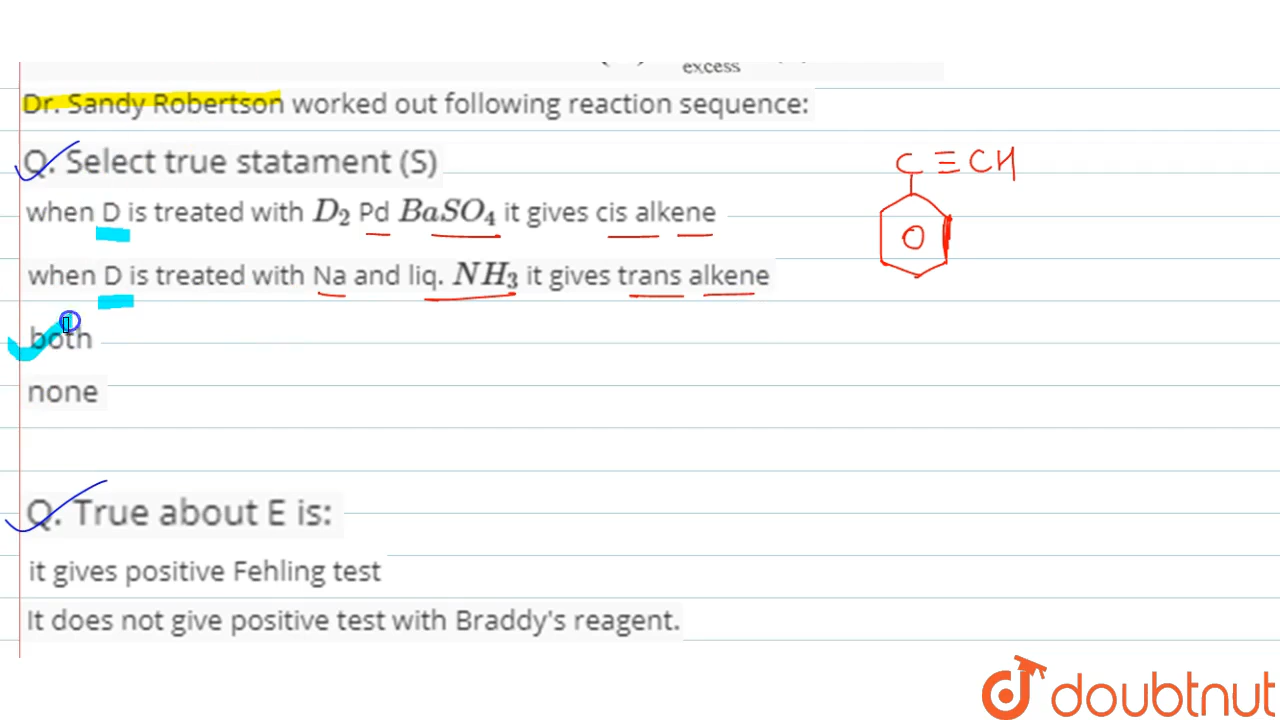 excess
Dr. Sandy Robertson worked out following reaction sequence:
Q. Select true statament (S)
C ≡ CH
when D is treated with D₂ Pd BaSO₄ it gives cis alkene
when D is treated with Na and liq. NH₃ it gives trans alkene
both
none
Q. True about E is:
it gives positive Fehling test
It does not give positive test with Braddy's reagent.
doubtnut